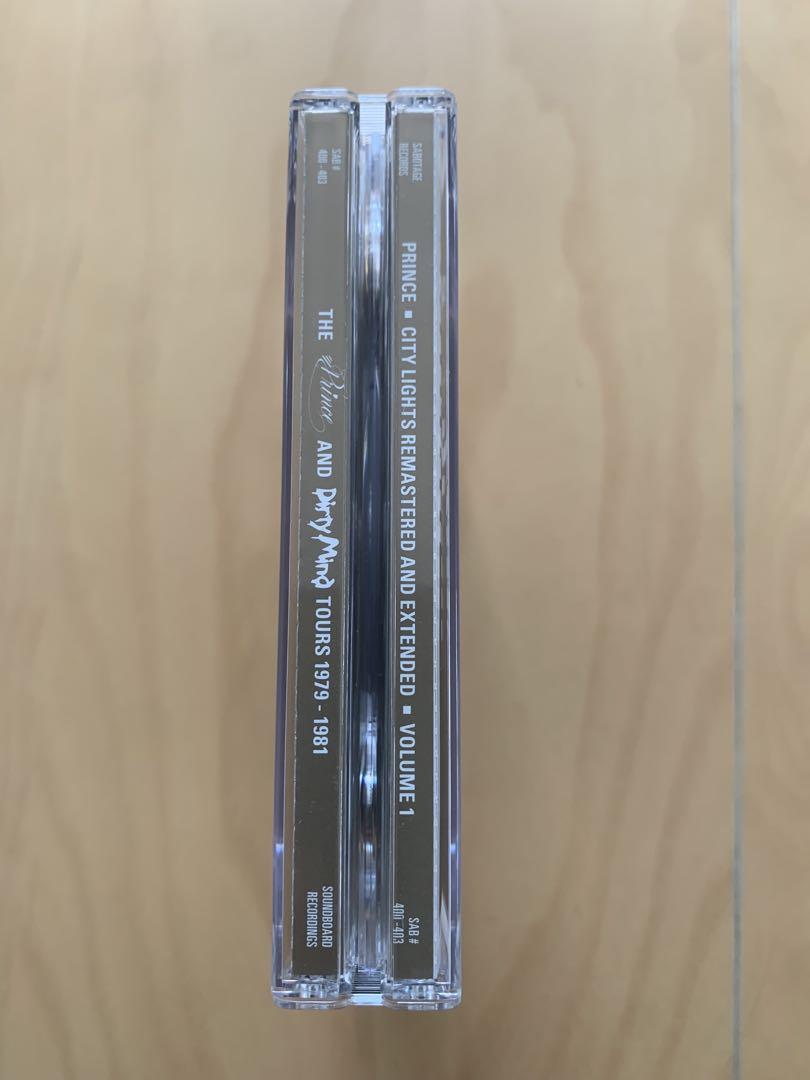 SABOTAGE
RECORDS
PRINCE ▪ CITY LIGHTS REMASTERED AND EXTENDED ▪ VOLUME 1
SAB #
400 - 403
SAB #
400 - 403
THE Prince AND Dirty Mind TOURS 1979 - 1981
SOUNDBOARD
RECORDINGS